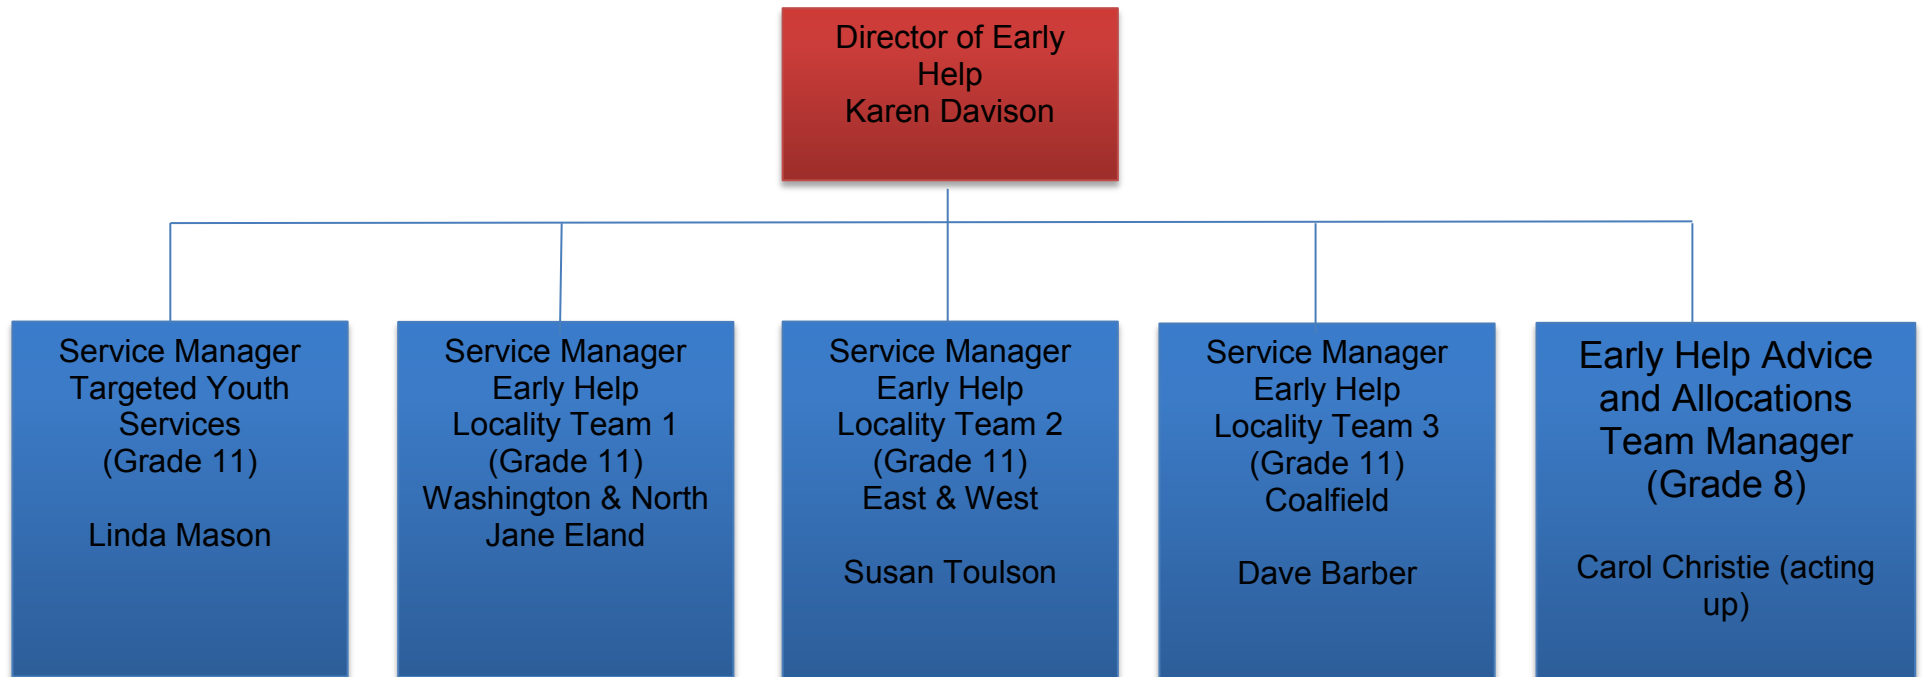 Director of Early
Help
Karen Davison
Service Manager
Targeted Youth
Services
(Grade 11)
Linda Mason
Service Manager
Early Help
Locality Team 1
(Grade 11)
Washington & North
Jane Eland
Service Manager
Early Help
Locality Team 2
(Grade 11)
East & West
Susan Toulson
Service Manager
Early Help
Locality Team 3
(Grade 11)
Coalfield
Dave Barber
Early Help Advice
and Allocations
Team Manager
(Grade 8)
Carol Christie (acting
up)